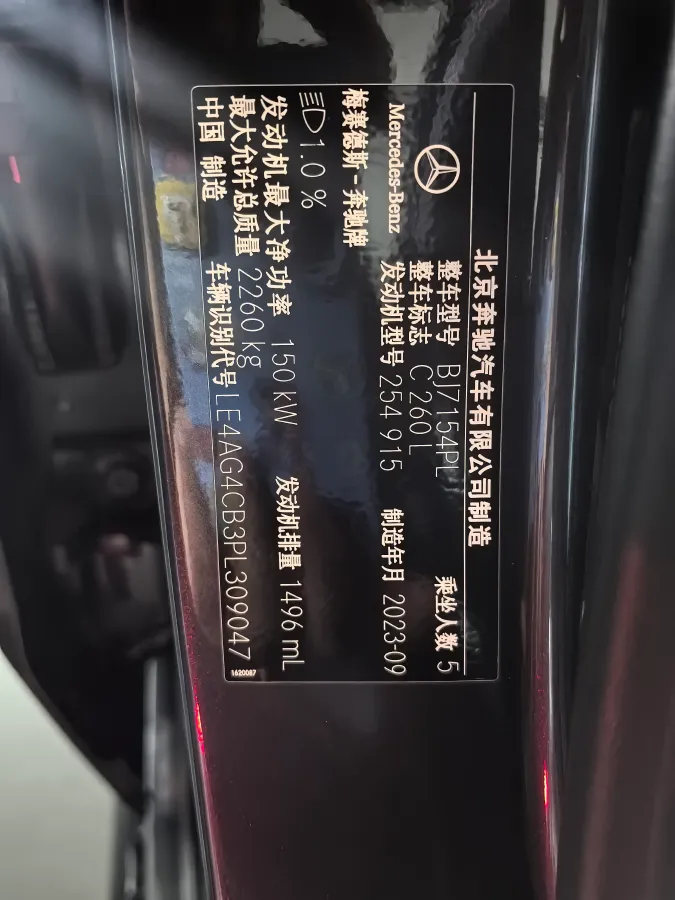 北京奔驰汽车有限公司制造
Mercedes-Benz
梅赛德斯-奔驰牌
整车型号 BJ7154PL 乘坐人数 5
整车标志 C 260 L
发动机型号 254 915 制造年月 2023-09
1.0 %
发动机最大净功率 150 kW 发动机排量 1496 mL
最大允许总质量 2260 kg
中国 制造 车辆识别代号 LE4AG4CB3PL309047
1620087